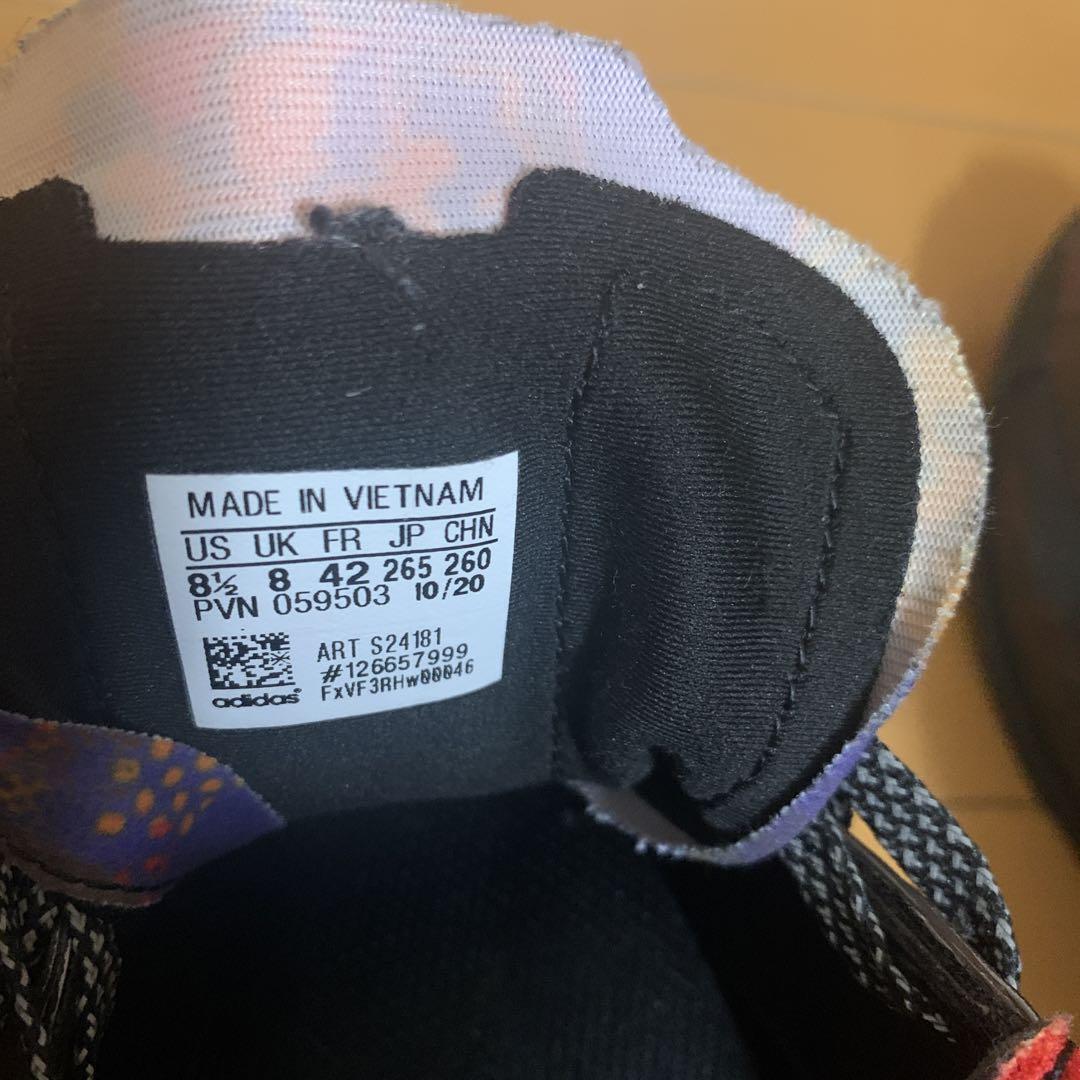 MADE IN VIETNAM
US UK FR JP CHN
8½ 8 42 265 260
PVN 059503 10/20
ART S24181
#126657999
FxVF3RHw00046
adidas